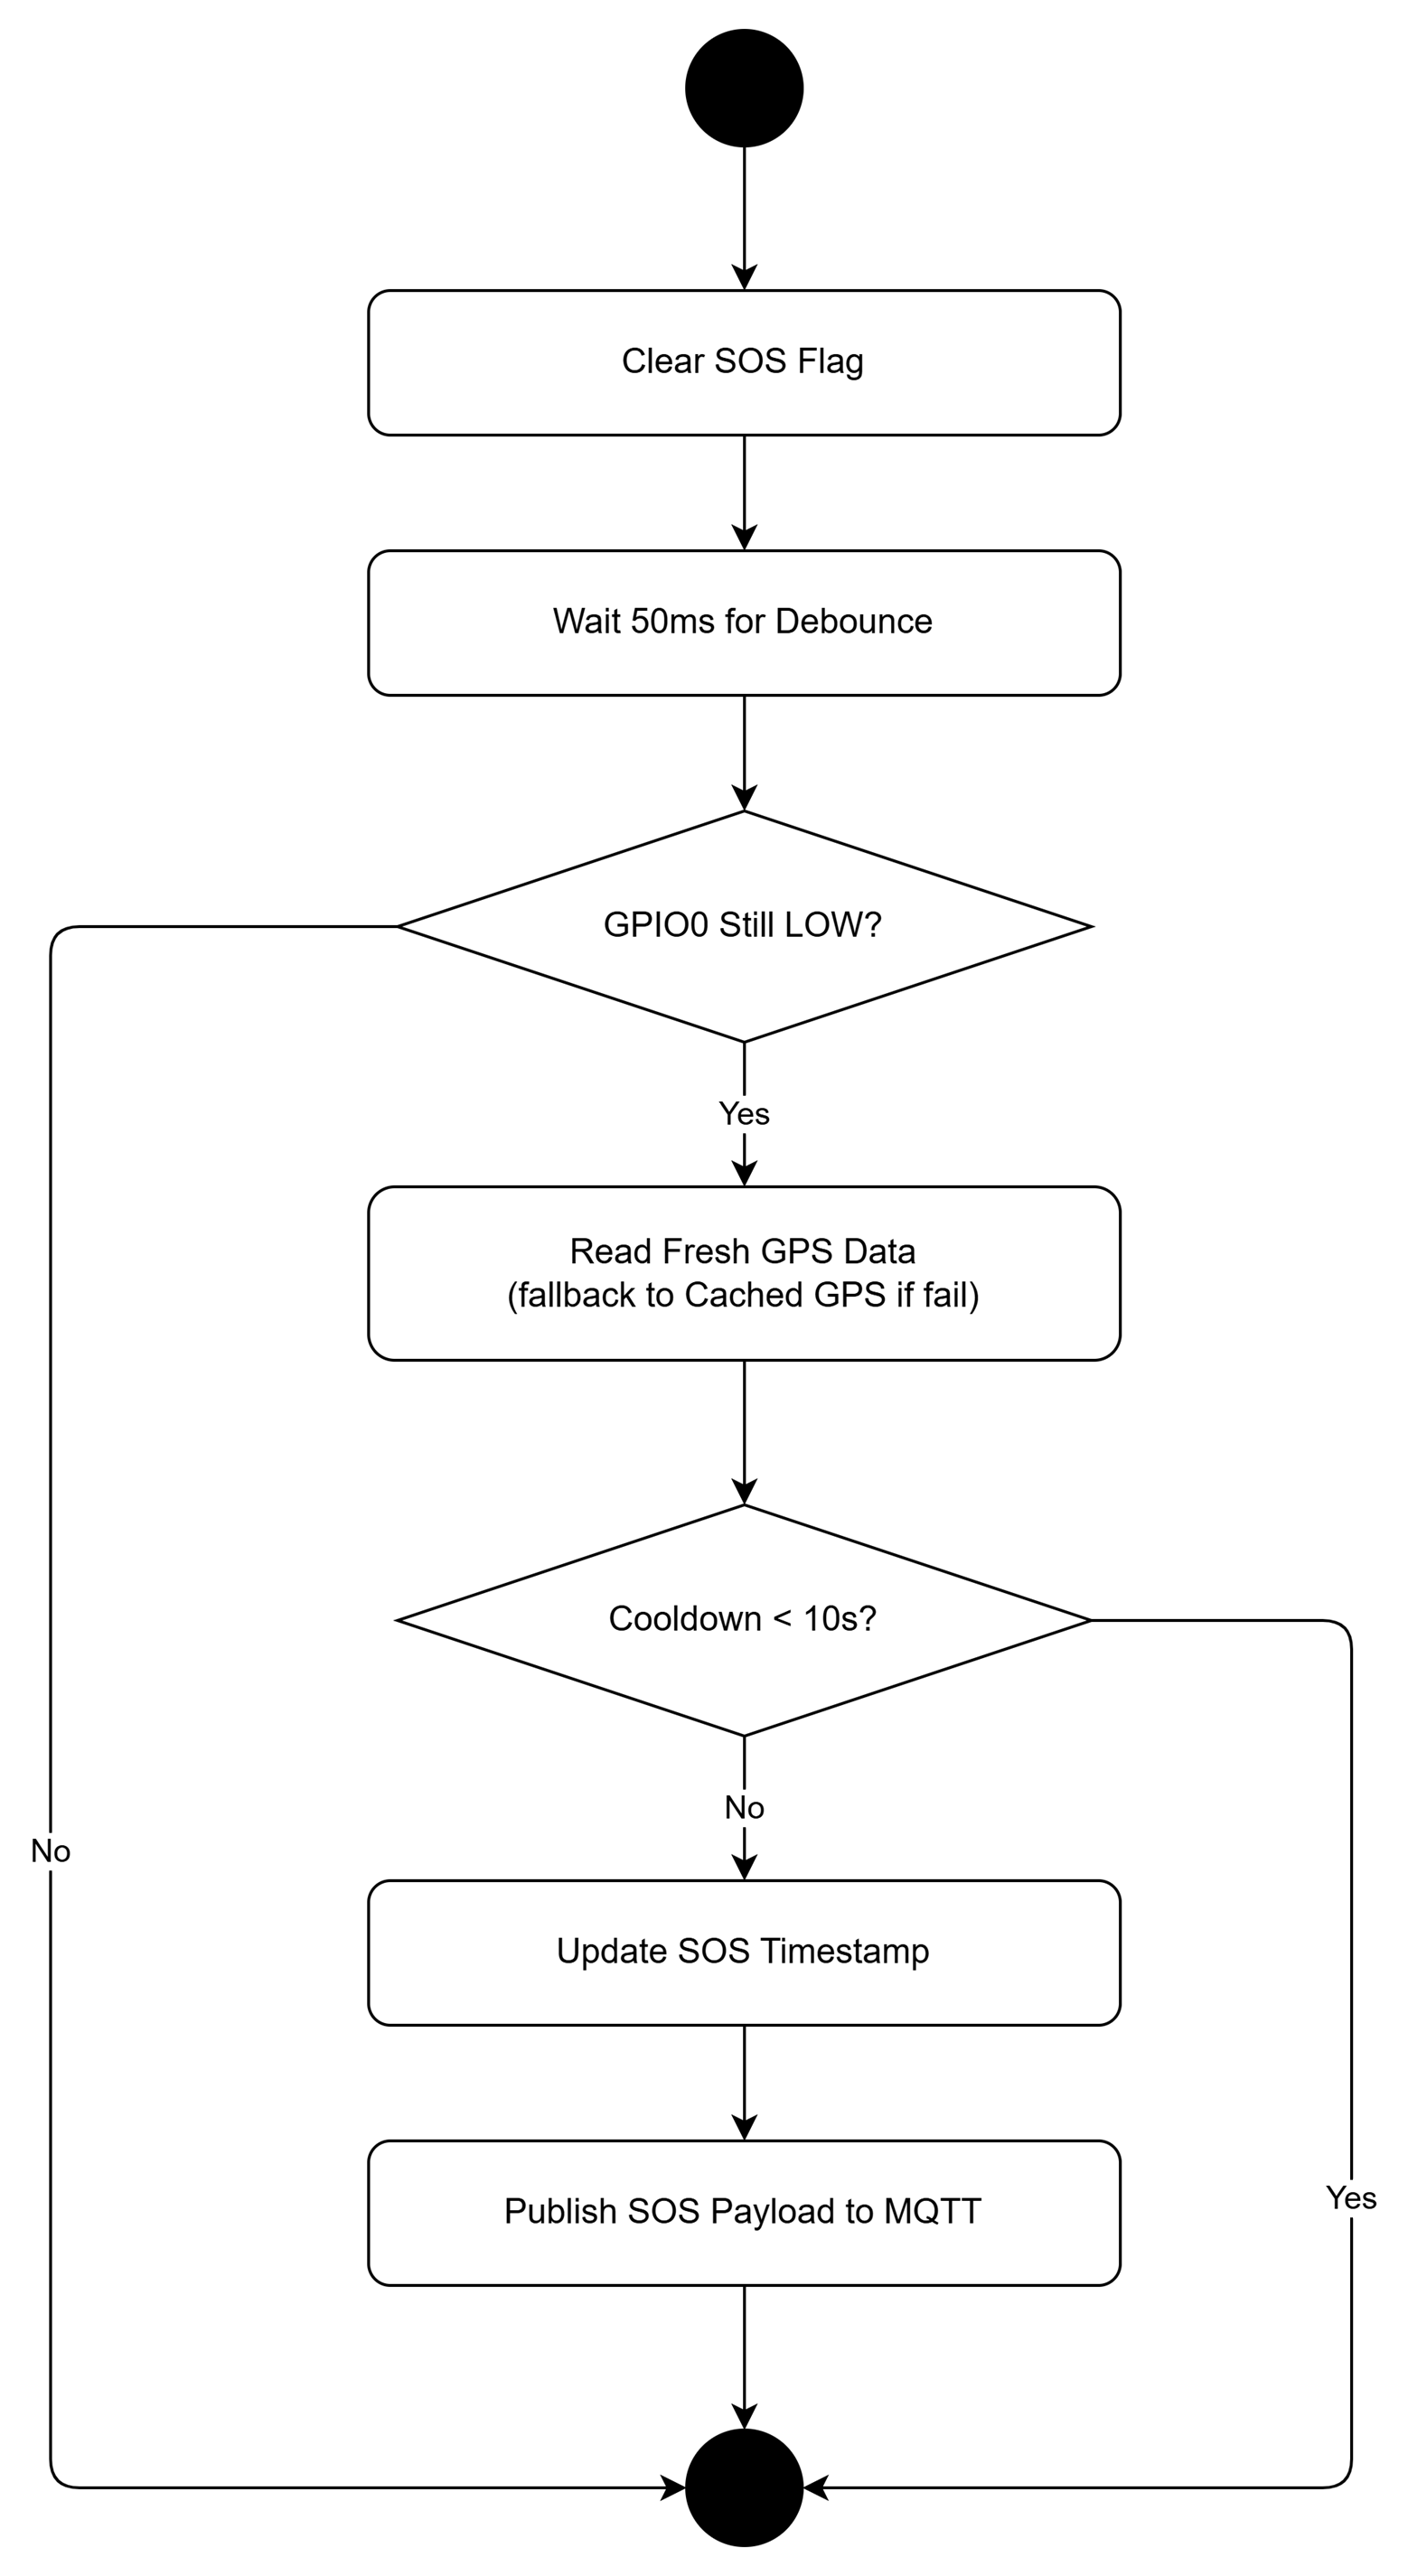 Clear SOS Flag
Wait 50ms for Debounce
GPIO0 Still LOW?
Yes
Read Fresh GPS Data
(fallback to Cached GPS if fail)
Cooldown < 10s?
No
No
Update SOS Timestamp
Publish SOS Payload to MQTT
Yes